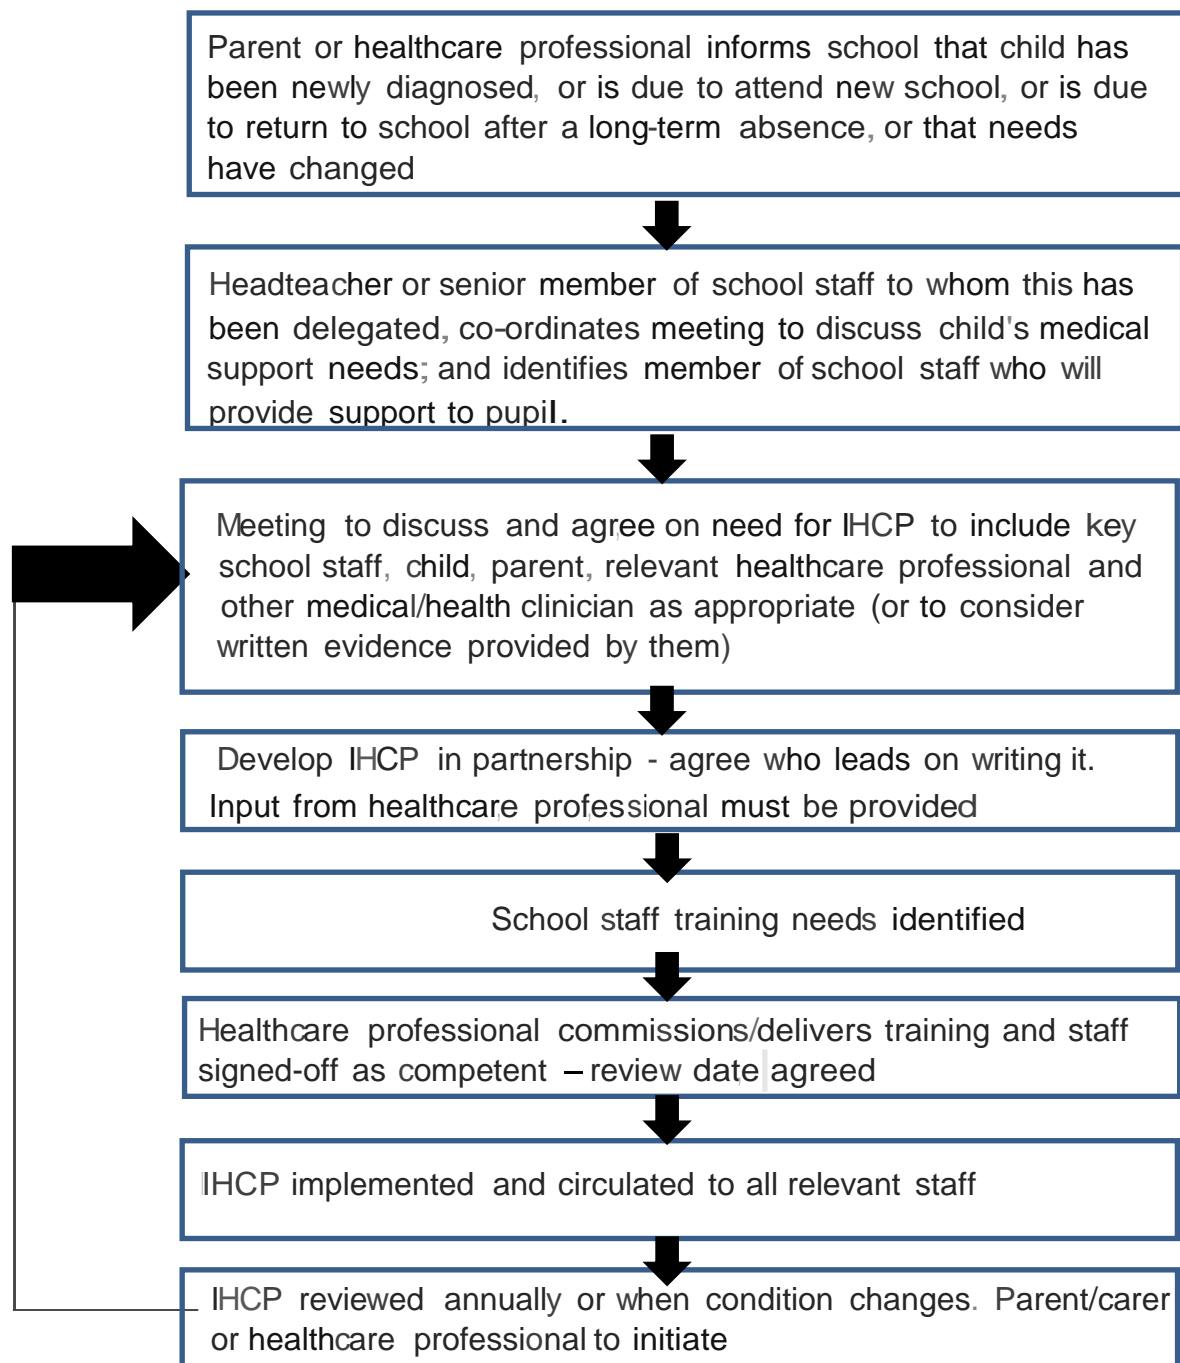 Parent or healthcare professional informs school that child has
been newly diagnosed, or is due to attend new school, or is due
to return to school after a long-term absence, or that needs
have changed
Headteacher or senior member of school staff to whom this has
been delegated, co-ordinates meeting to discuss child's medical
support needs; and identifies member of school staff who will
provide support to pupil.
Meeting to discuss and agree on need for IHCP to include key
school staff, child, parent, relevant healthcare professional and
other medical/health clinician as appropriate (or to consider
written evidence provided by them)
Develop IHCP in partnership - agree who leads on writing it.
Input from healthcare professional must be provided
School staff training needs identified
Healthcare professional commissions/delivers training and staff
signed-off as competent – review date agreed
IHCP implemented and circulated to all relevant staff
IHCP reviewed annually or when condition changes. Parent/carer
or healthcare professional to initiate